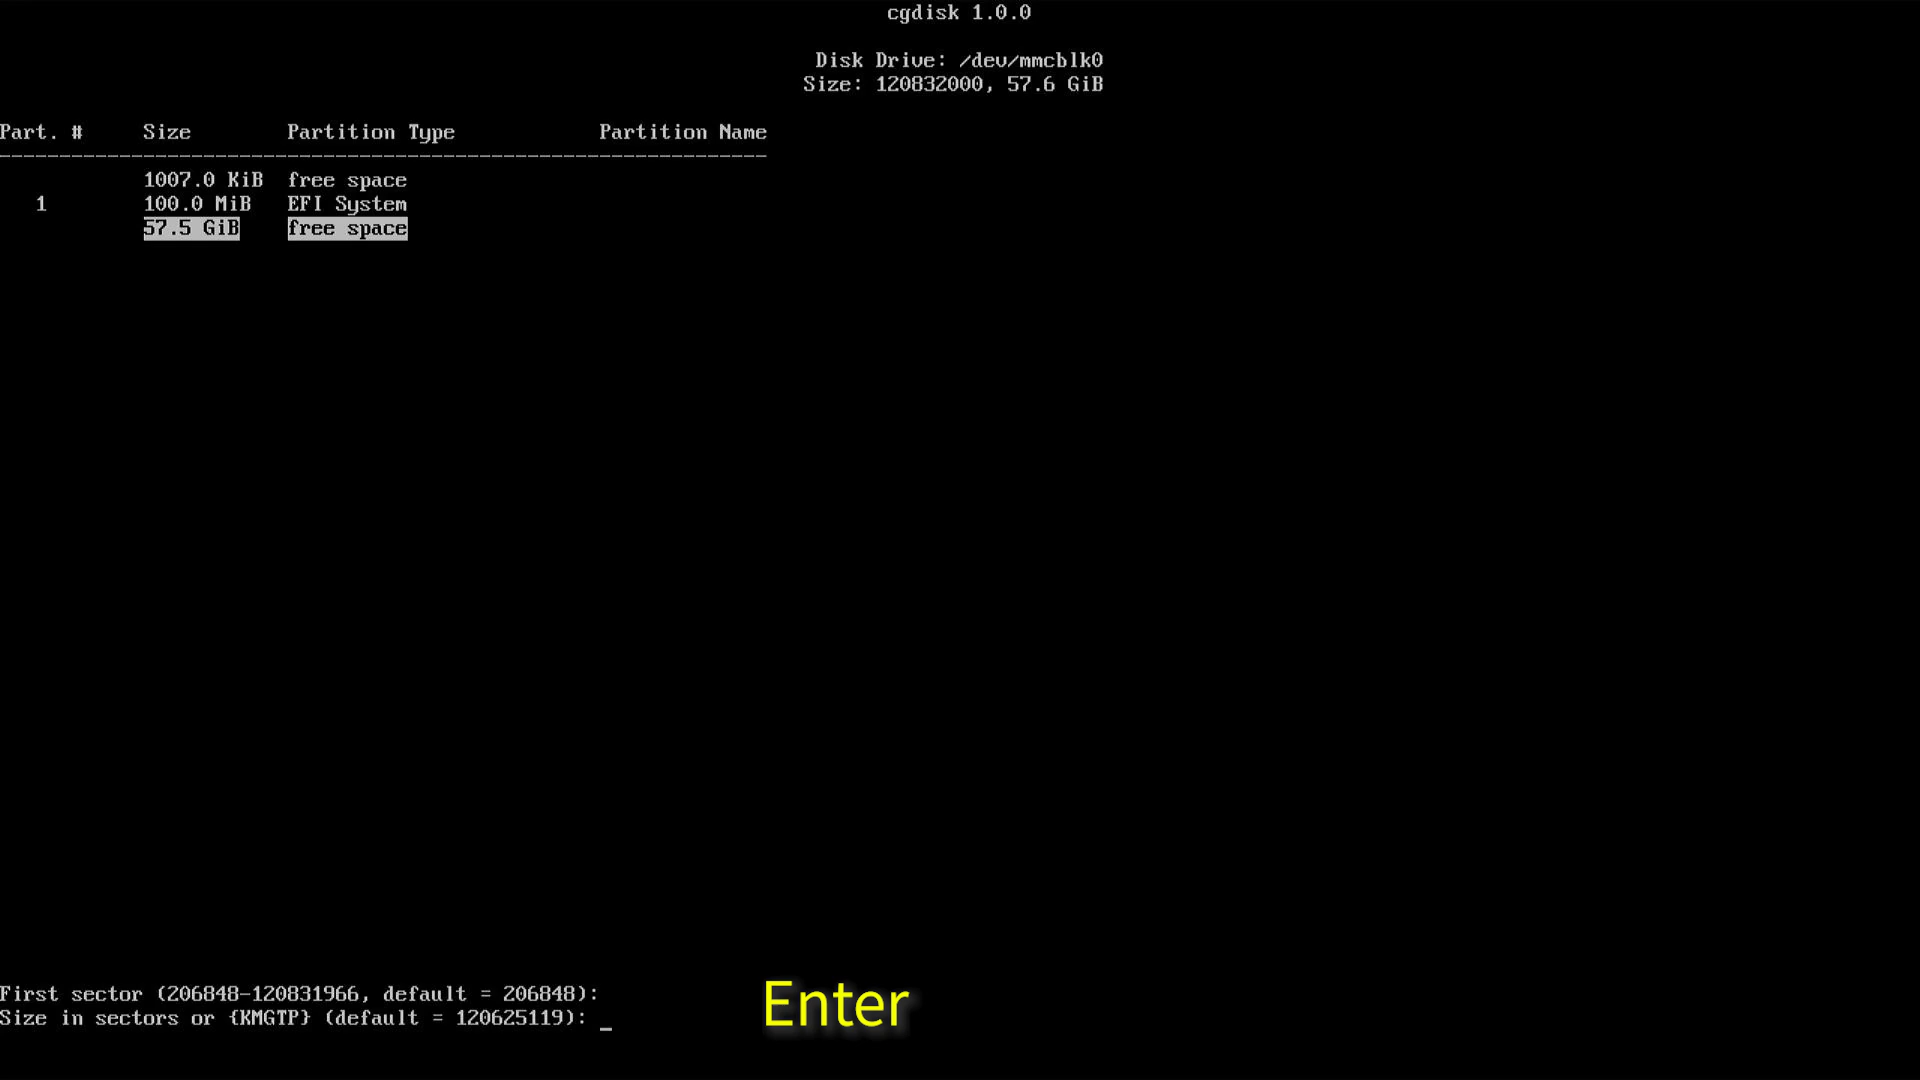 cgdisk 1.0.0
Disk Drive: /dev/mmcblk0
Size: 120832000, 57.6 GiB
Part. # Size Partition Type Partition Name
----------------------------------------------------------------
1007.0 KiB free space
1 100.0 MiB EFI System
57.5 GiB free space
First sector (206848-120831966, default = 206848):
Size in sectors or {KMGTP} (default = 120625119): _
Enter